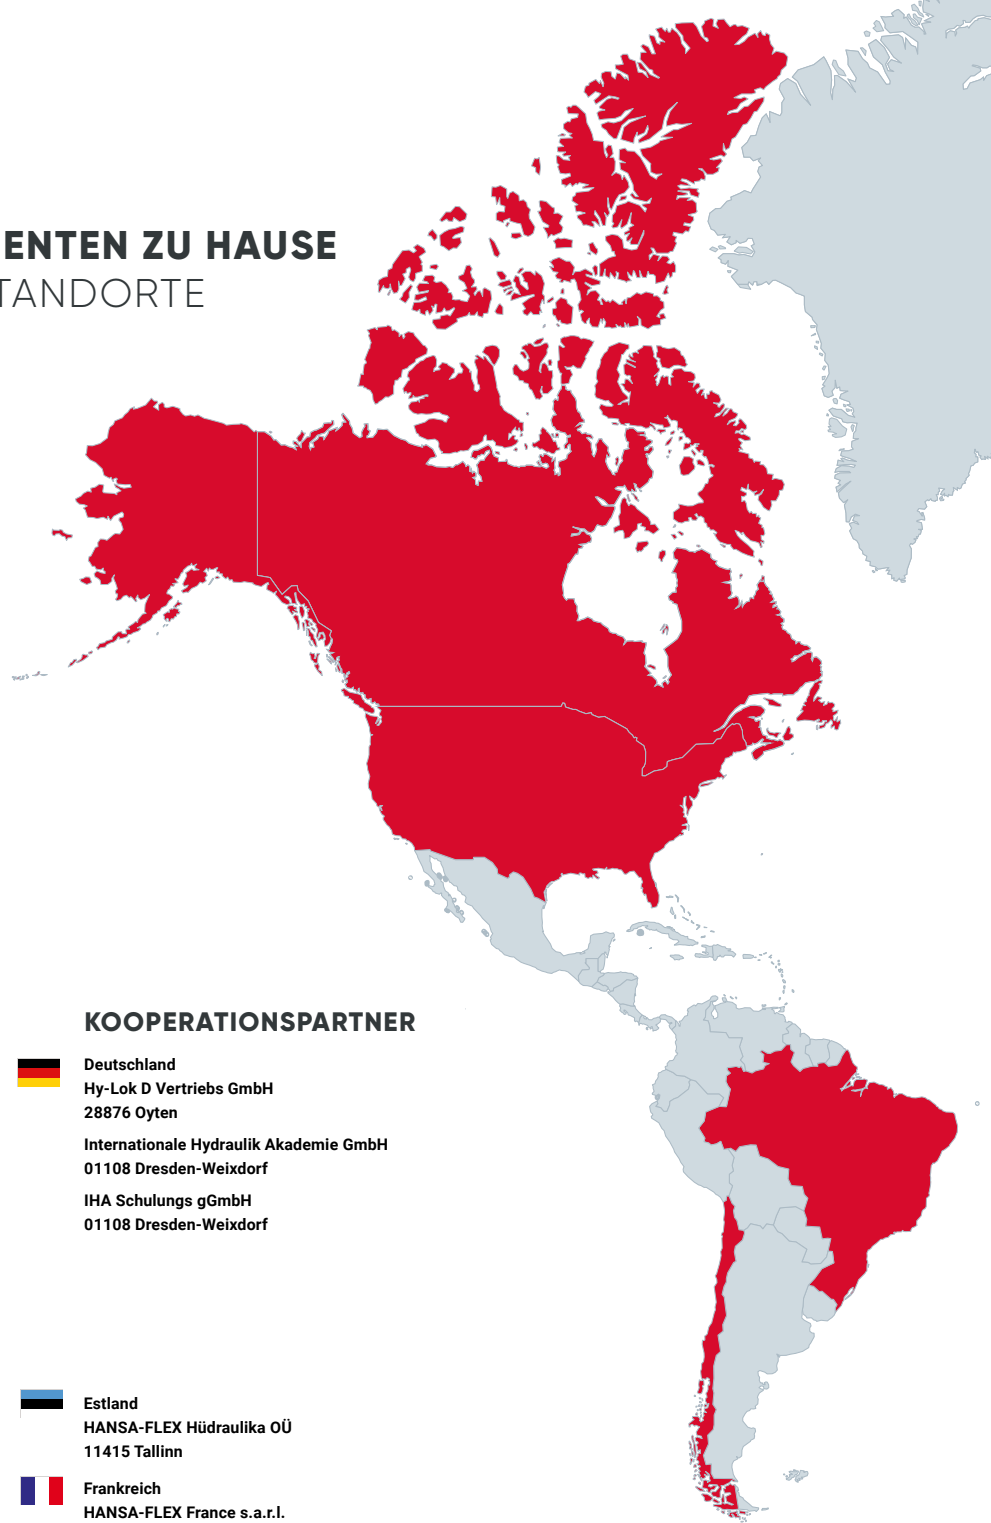 ENTEN ZU HAUSE
TANDORTE
KOOPERATIONSPARTNER
Deutschland
Hy-Lok D Vertriebs GmbH
28876 Oyten
Internationale Hydraulik Akademie GmbH
01108 Dresden-Weixdorf
IHA Schulungs gGmbH
01108 Dresden-Weixdorf
Estland
HANSA-FLEX Hüdraulika OÜ
11415 Tallinn
Frankreich
HANSA-FLEX France s.a.r.l.